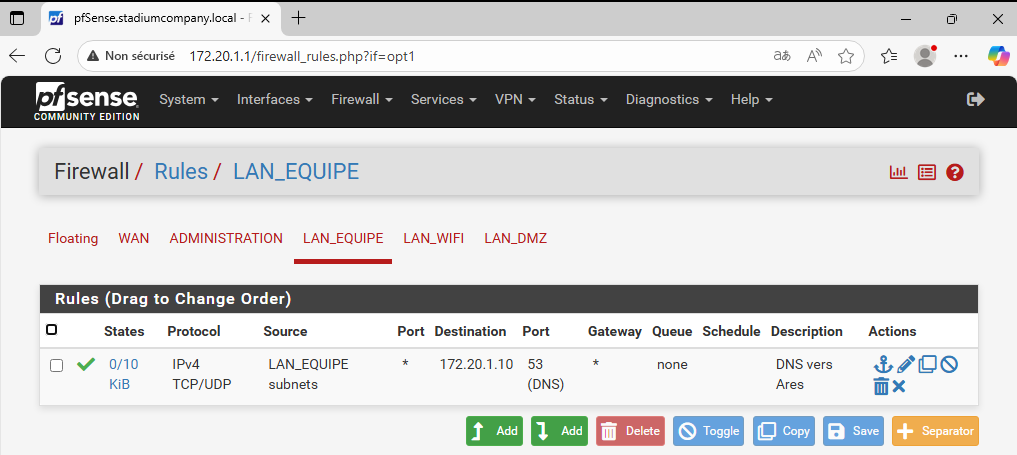 pfSense.stadiumcompany.local - F
Non sécurisé 172.20.1.1/firewall_rules.php?if=opt1
aあ
pfsense
COMMUNITY EDITION
System Interfaces Firewall Services VPN Status Diagnostics Help
Firewall / Rules / LAN_EQUIPE
Floating WAN ADMINISTRATION LAN_EQUIPE LAN_WIFI LAN_DMZ
Rules (Drag to Change Order)
States Protocol Source Port Destination Port Gateway Queue Schedule Description Actions
0/10 IPv4 LAN_EQUIPE * 172.20.1.10 53 * none DNS vers
KiB TCP/UDP subnets (DNS) Ares
Add Add Delete Toggle Copy Save Separator